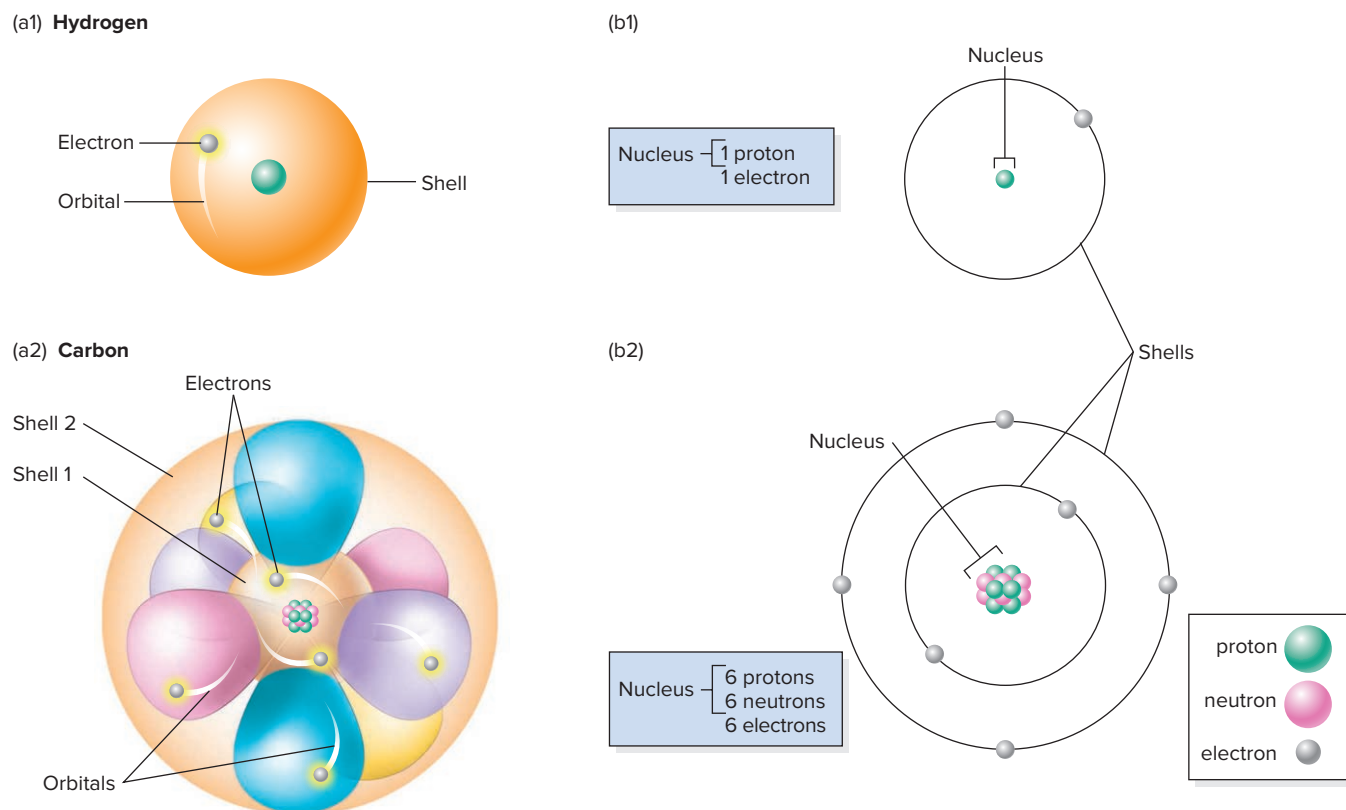 (a1) Hydrogen
Electron
Orbital
Shell
(b1)
Nucleus
Nucleus
1 proton
1 electron
(a2) Carbon
Electrons
Shell 2
Shell 1
Orbitals
(b2)
Shells
Nucleus
Nucleus
6 protons
6 neutrons
6 electrons
proton
neutron
electron